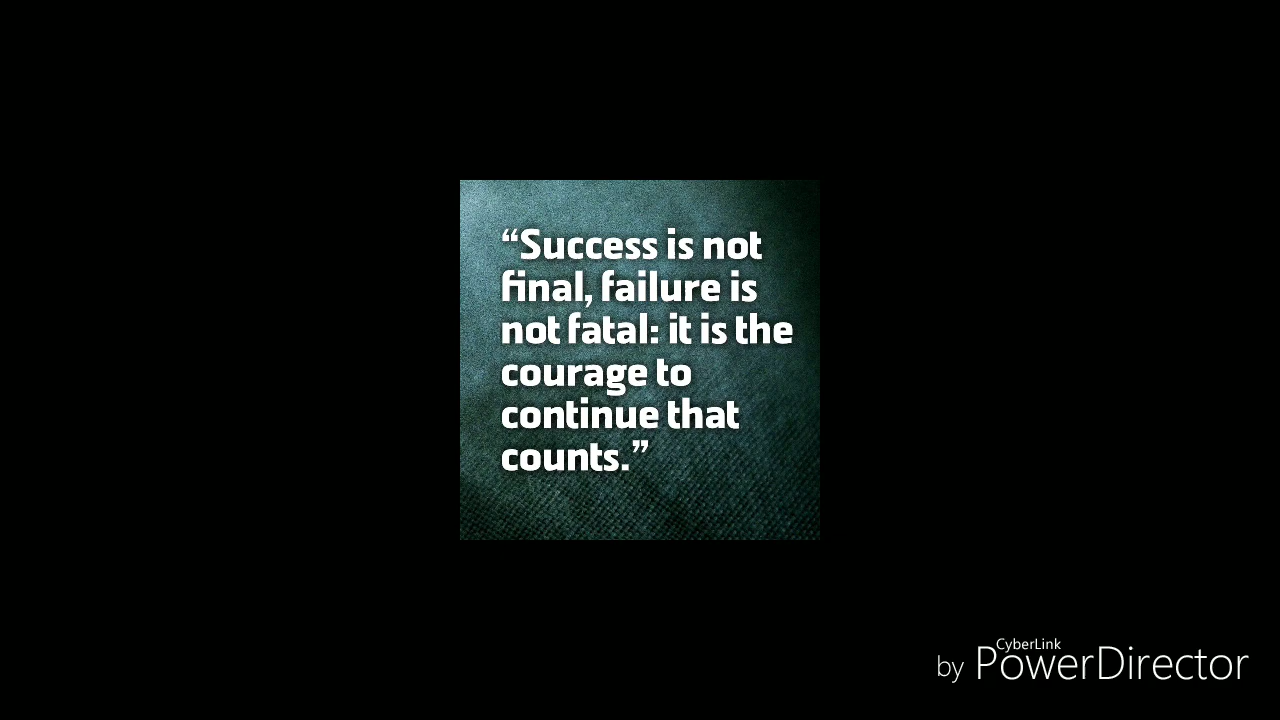 “Success is not
final, failure is
not fatal: it is the
courage to
continue that
counts.”
CyberLink
by PowerDirector